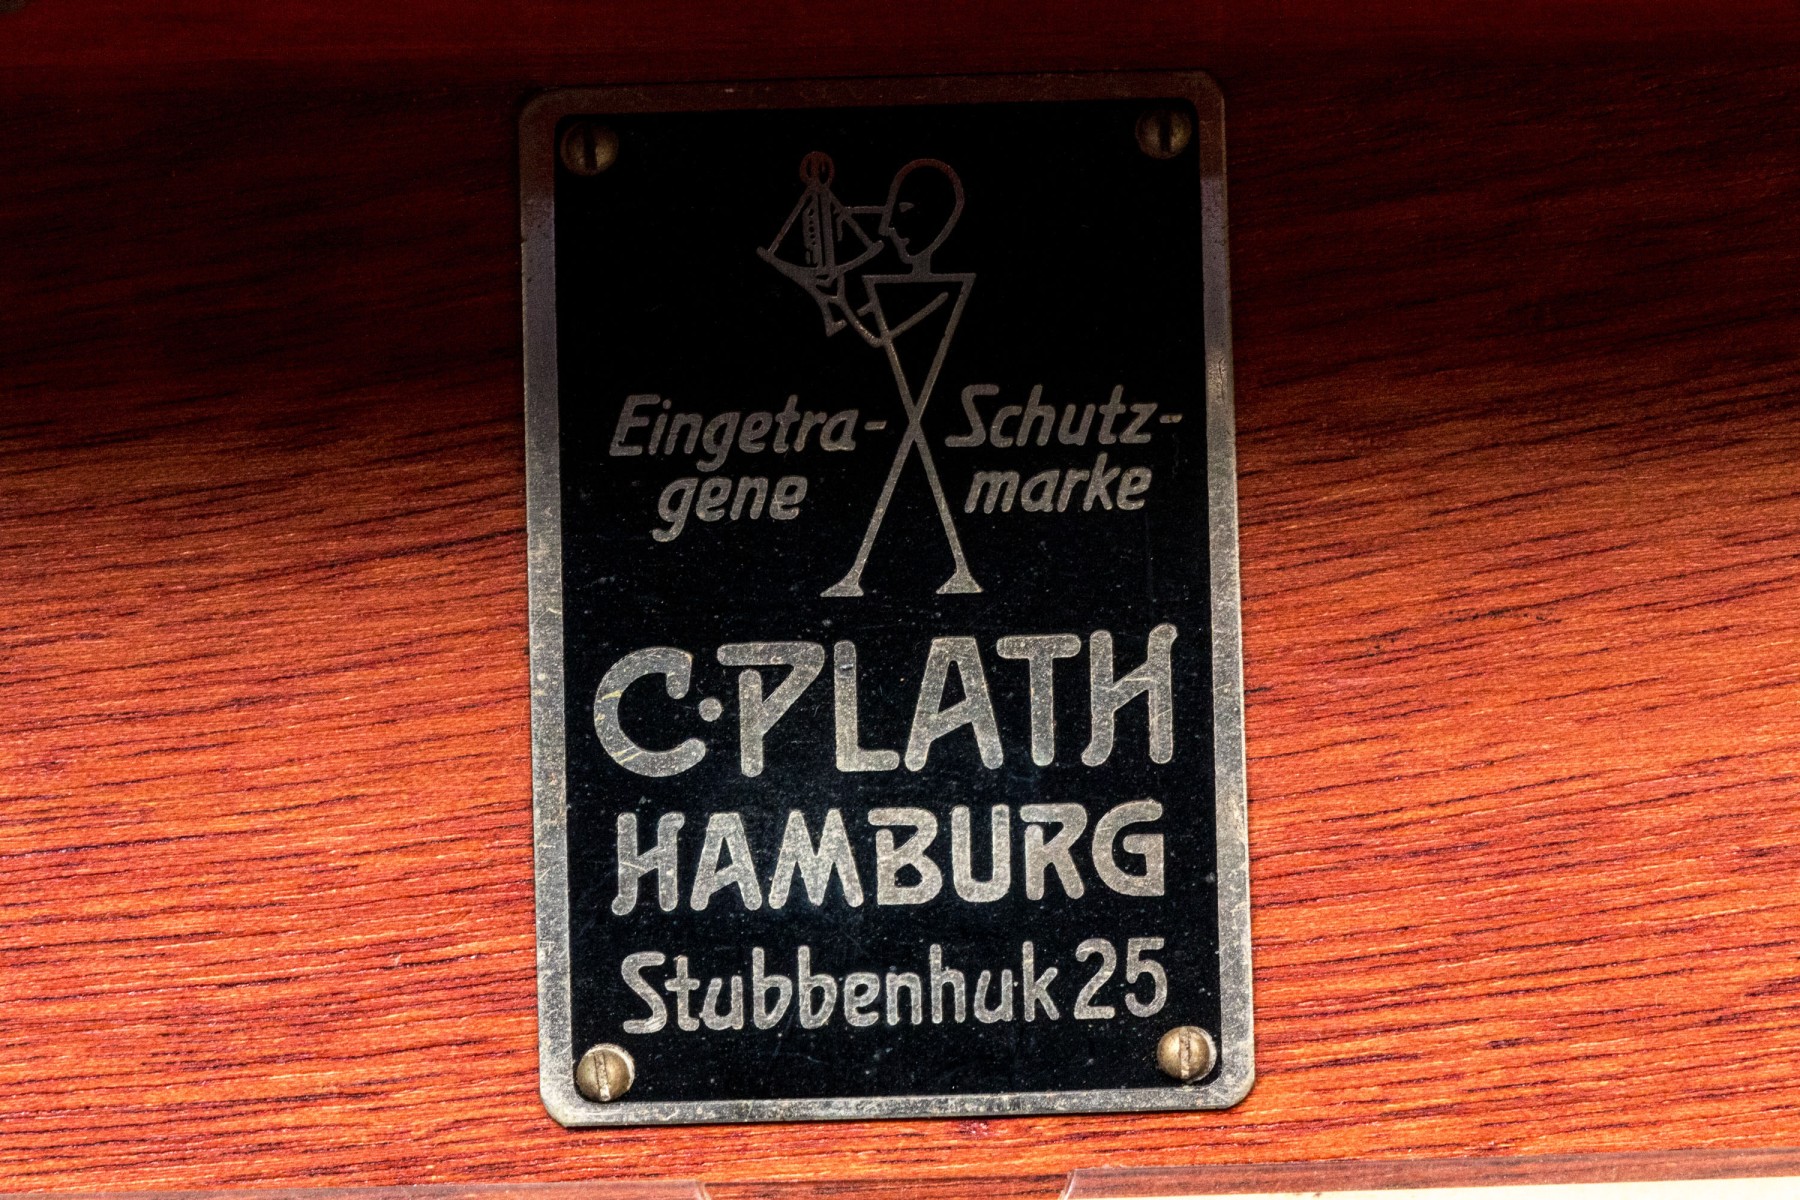 Eingetra- Schutz-
gene marke
C·PLATH
HAMBURG
Stubbenhuk 25